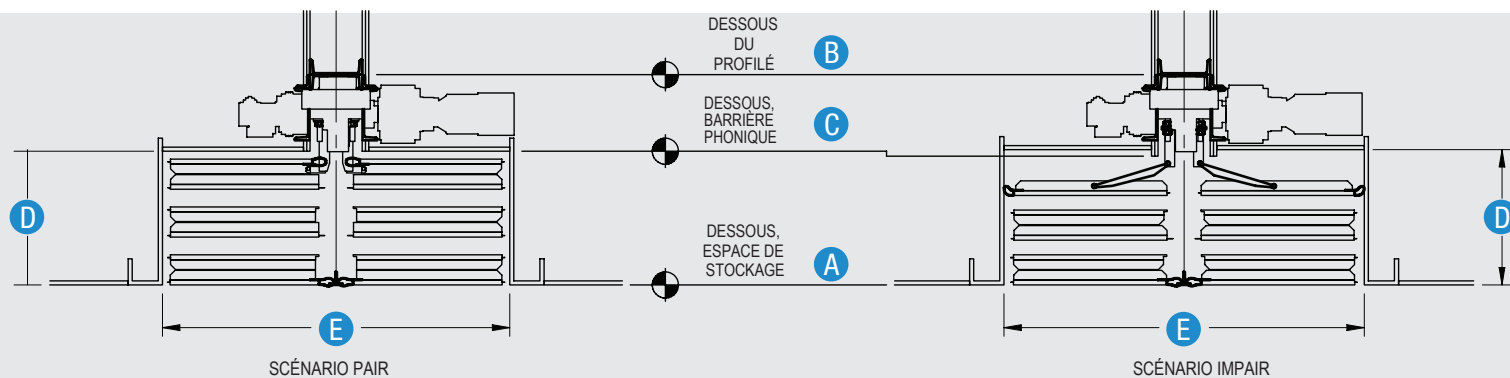 DESSOUS
DU
PROFILÉ
B
DESSOUS,
BARRIÈRE
PHONIQUE
C
D
D
DESSOUS,
ESPACE DE
STOCKAGE
A
E
E
SCÉNARIO PAIR
SCÉNARIO IMPAIR